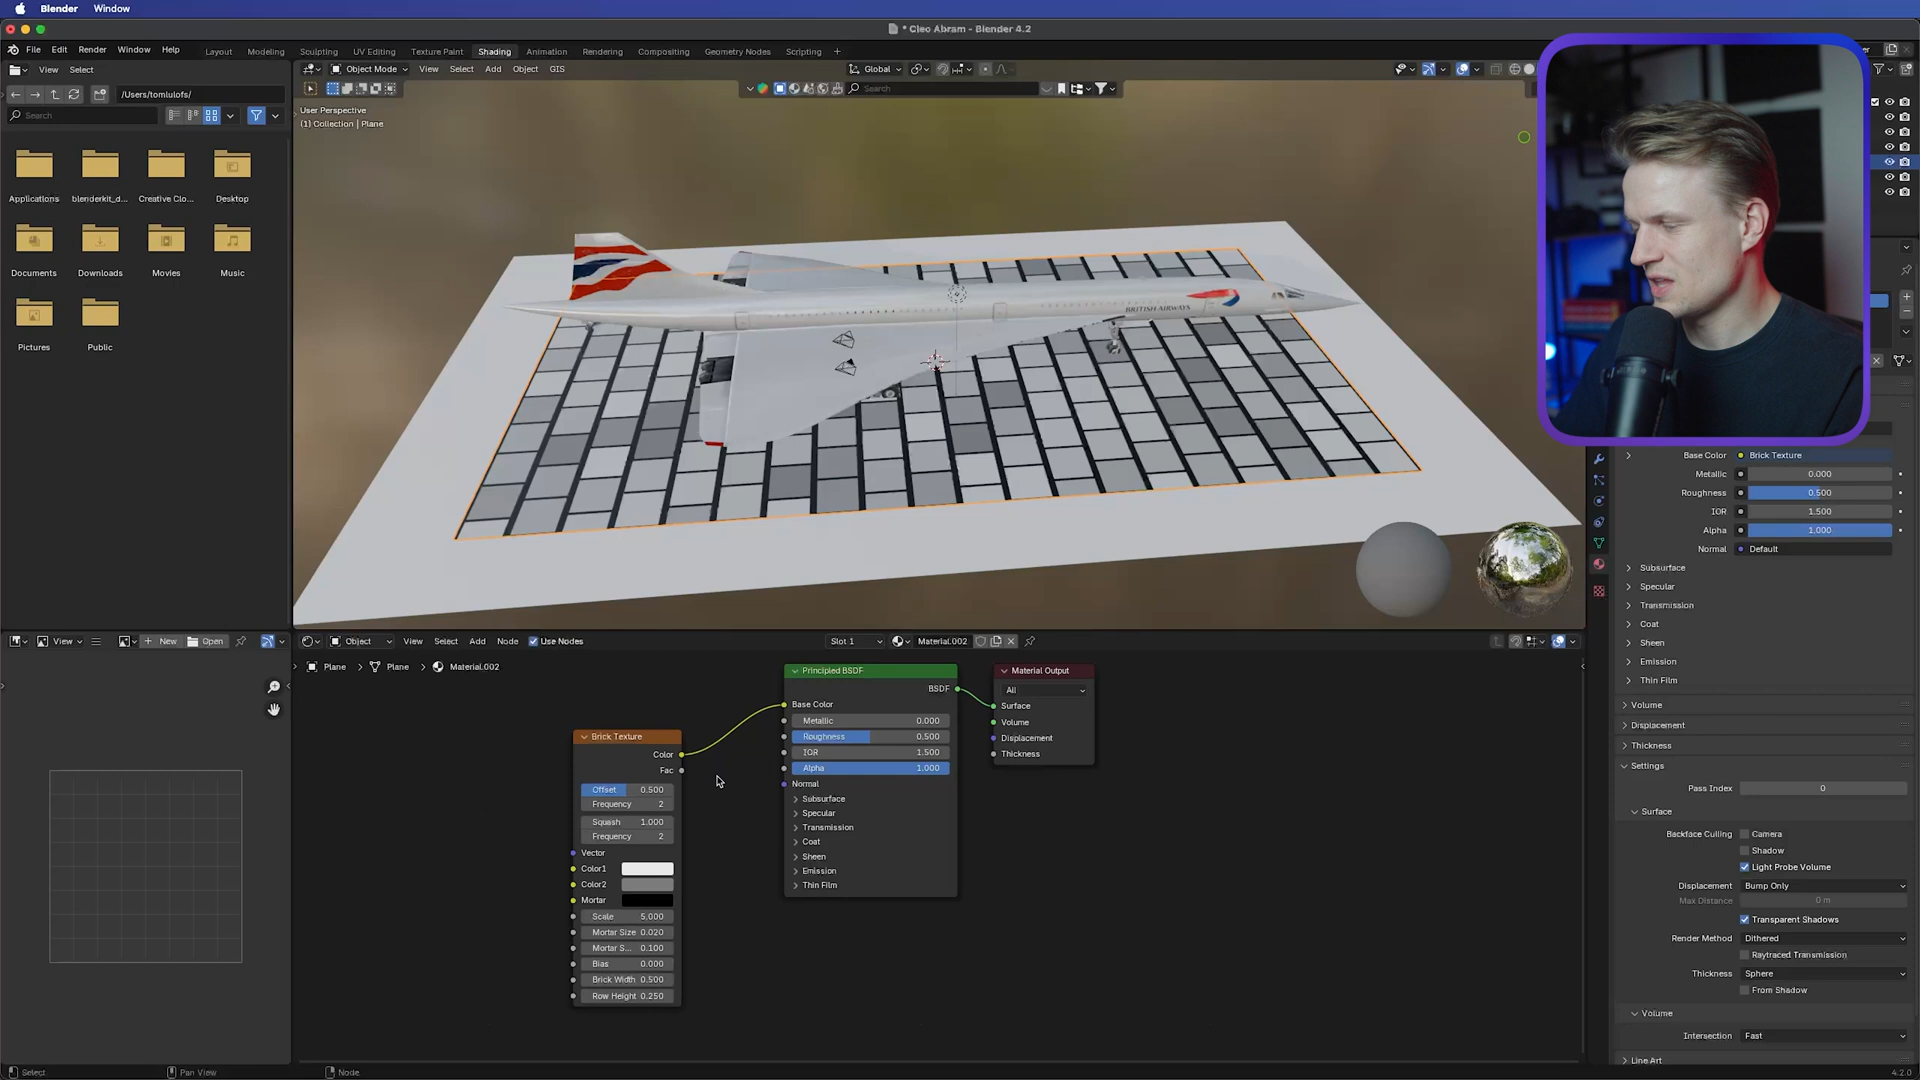 Blender Window
* Cleo Abram - Blender 4.2
File Edit Render Window Help Layout Modeling Sculpting UV Editing Texture Paint Shading Animation Rendering Compositing Geometry Nodes Scripting +
View Select
Object Mode View Select Add Object GIS Global
/Users/tomlulofs/
Search
Search
User Perspective
(1) Collection | Plane
Applications blenderkit_d... Creative Clo... Desktop
Documents Downloads Movies Music
Pictures Public
BRITISH AIRWAYS
Base Color Brick Texture
Metallic 0.000
Roughness 0.500
IOR 1.500
Alpha 1.000
Normal Default
Subsurface
Specular
Transmission
Coat
Sheen
Emission
Thin Film
Volume
Displacement
Thickness
Settings
Pass Index 0
Surface
Backface Culling Camera
Shadow
Light Probe Volume
Displacement Bump Only
Max Distance 0 m
Transparent Shadows
Render Method Dithered
Raytraced Transmission
Thickness Sphere
From Shadow
Volume
Intersection Fast
Line Art
View New Open
Object View Select Add Node Use Nodes Slot 1 Material.002
Plane > Plane > Material.002
Brick Texture
Color
Fac
Offset 0.500
Frequency 2
Squash 1.000
Frequency 2
Vector
Color1
Color2
Mortar
Scale 5.000
Mortar Size 0.020
Mortar S... 0.100
Bias 0.000
Brick Width 0.500
Row Height 0.250
Principled BSDF
BSDF
Base Color
Metallic 0.000
Roughness 0.500
IOR 1.500
Alpha 1.000
Normal
Subsurface
Specular
Transmission
Coat
Sheen
Emission
Thin Film
Material Output
All
Surface
Volume
Displacement
Thickness
Select Pan View Node 4.2.0